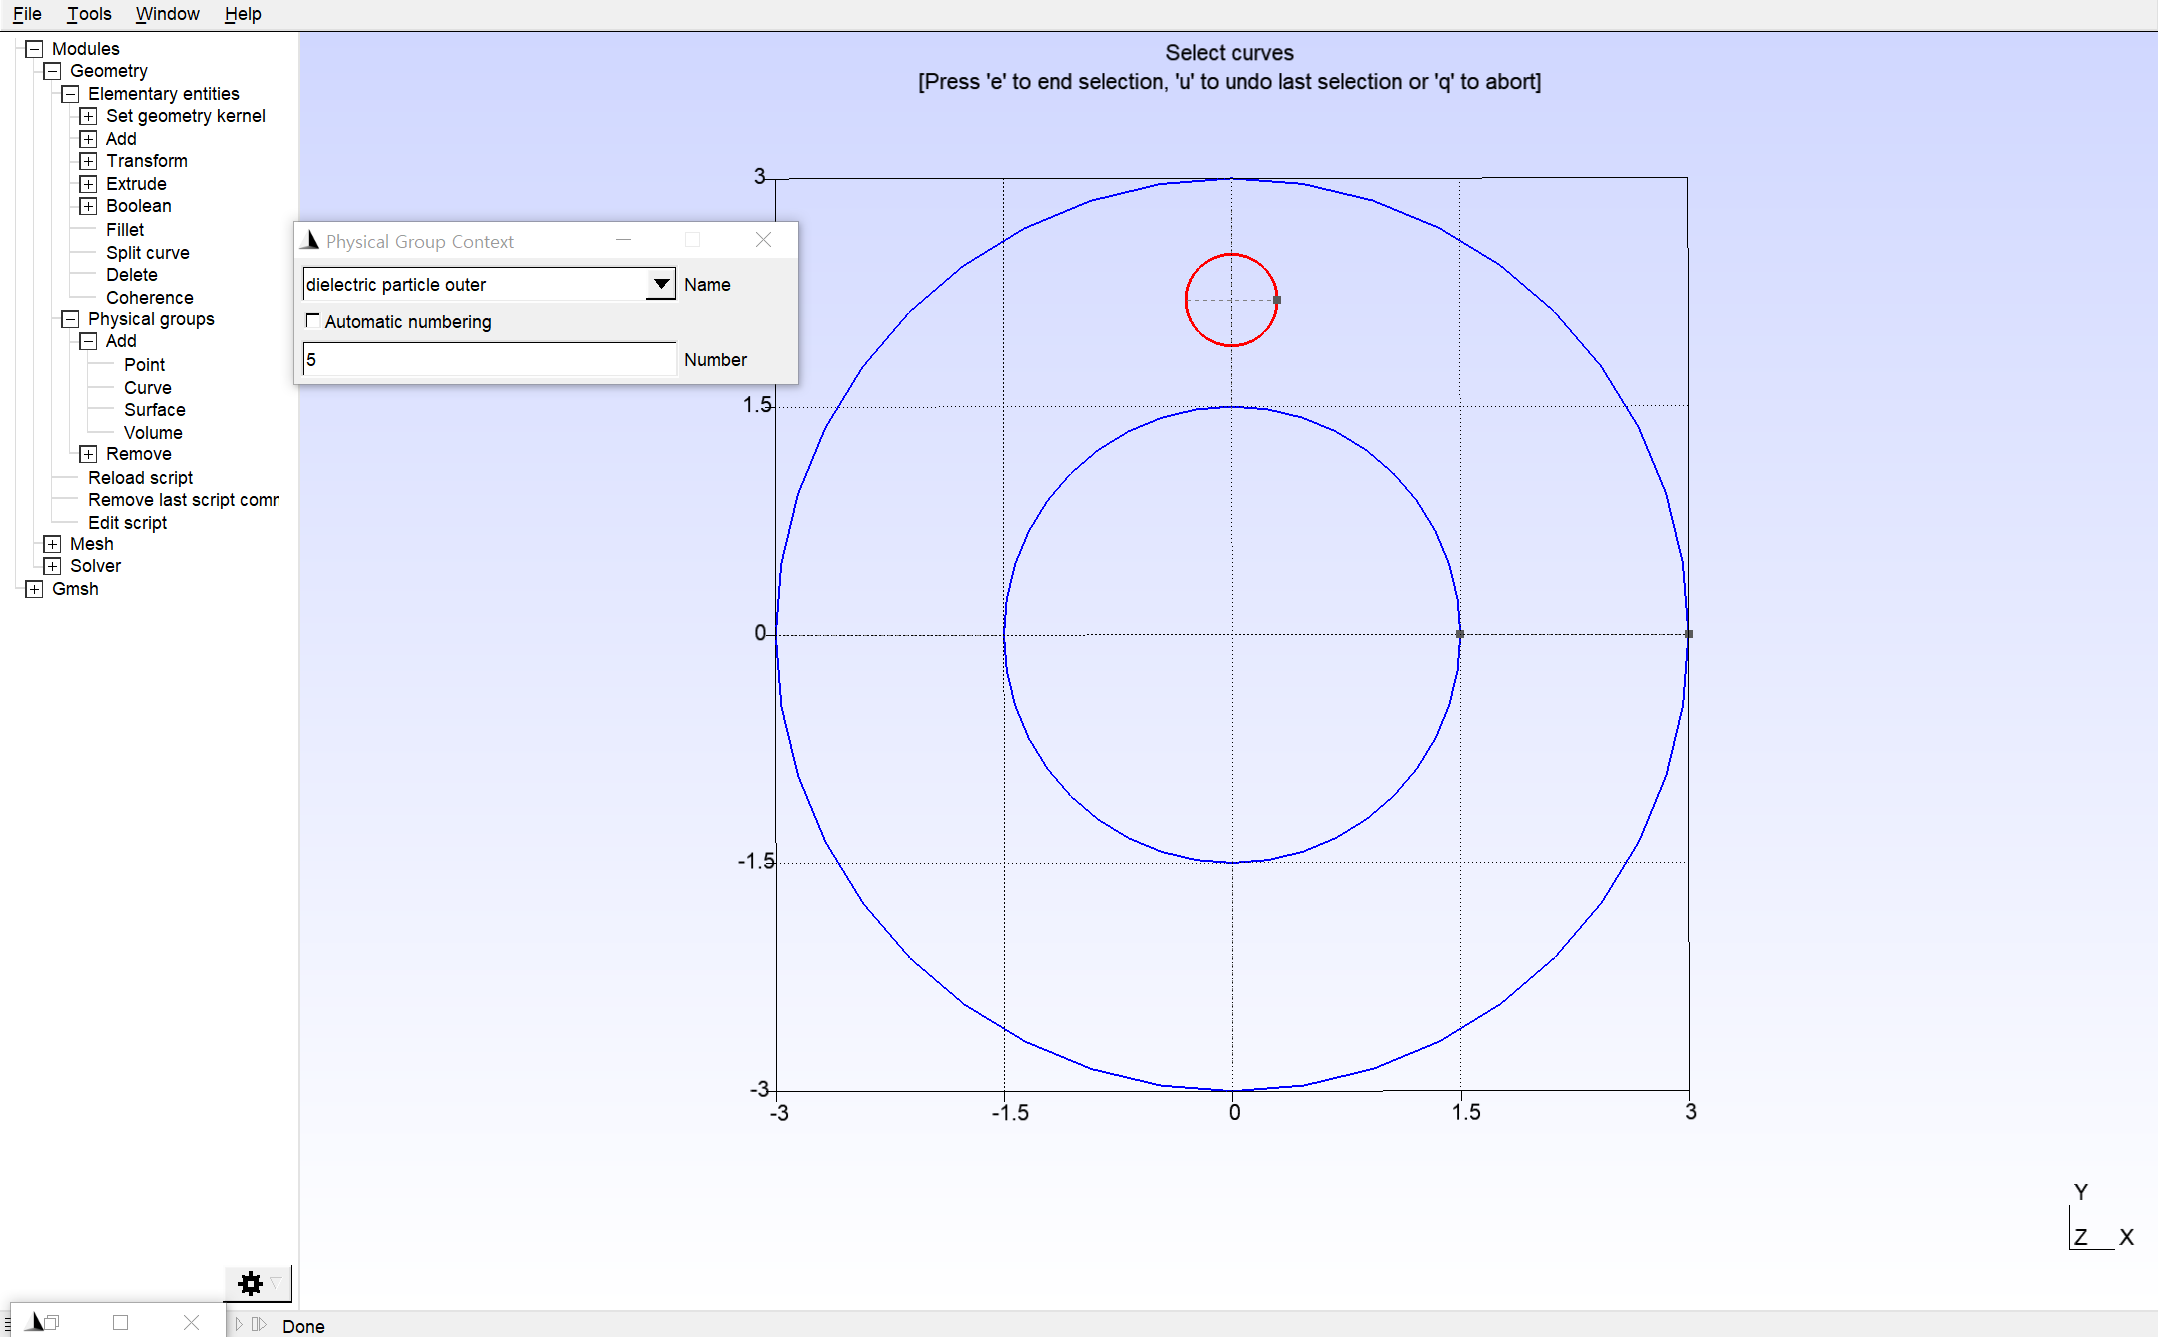 File Tools Window Help
Modules
Geometry
Elementary entities
Set geometry kernel
Add
Transform
Extrude
Boolean
Fillet
Split curve
Delete
Coherence
Physical groups
Add
Point
Curve
Surface
Volume
Remove
Reload script
Remove last script comr
Edit script
Mesh
Solver
Gmsh
Physical Group Context
dielectric particle outer Name
Automatic numbering
5 Number
Select curves
[Press 'e' to end selection, 'u' to undo last selection or 'q' to abort]
3
1.5
0
-1.5
-3
-3 -1.5 0 1.5 3
Y
Z X
Done